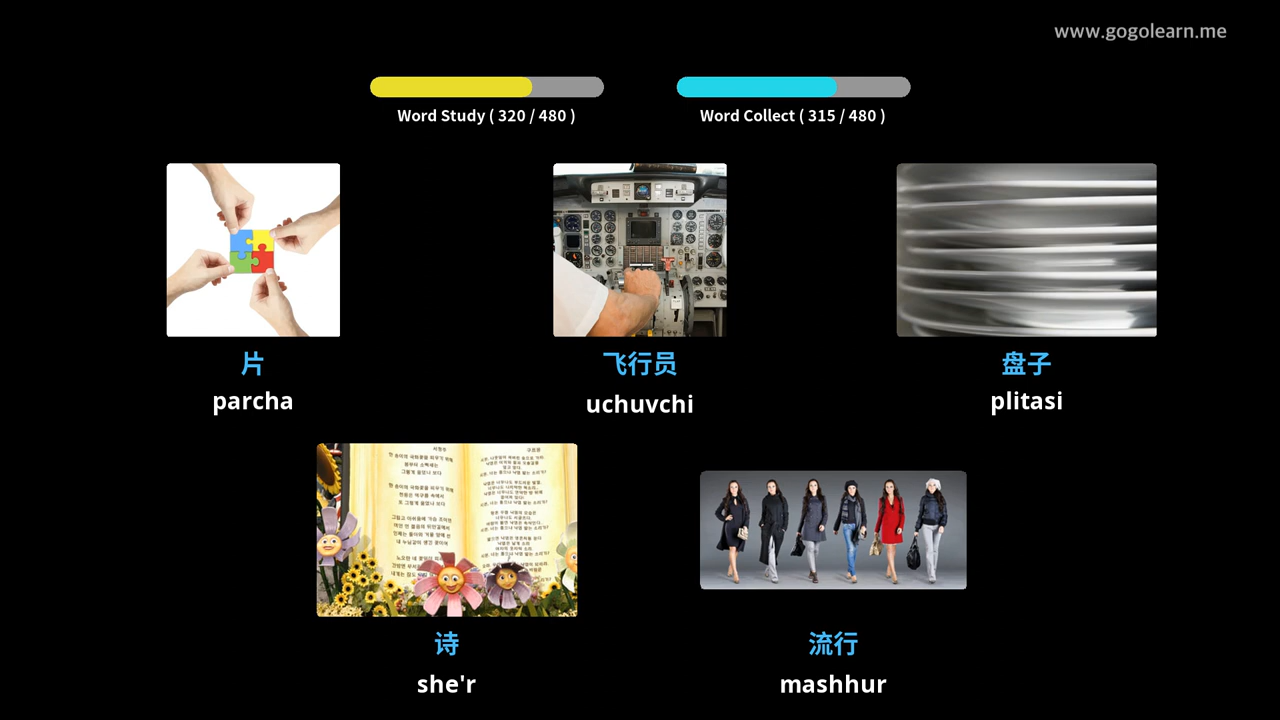 www.gogolearn.me
Word Study ( 320 / 480 )
Word Collect ( 315 / 480 )
片
parcha
飞行员
uchuvchi
盘子
plitasi
诗
she'r
流行
mashhur